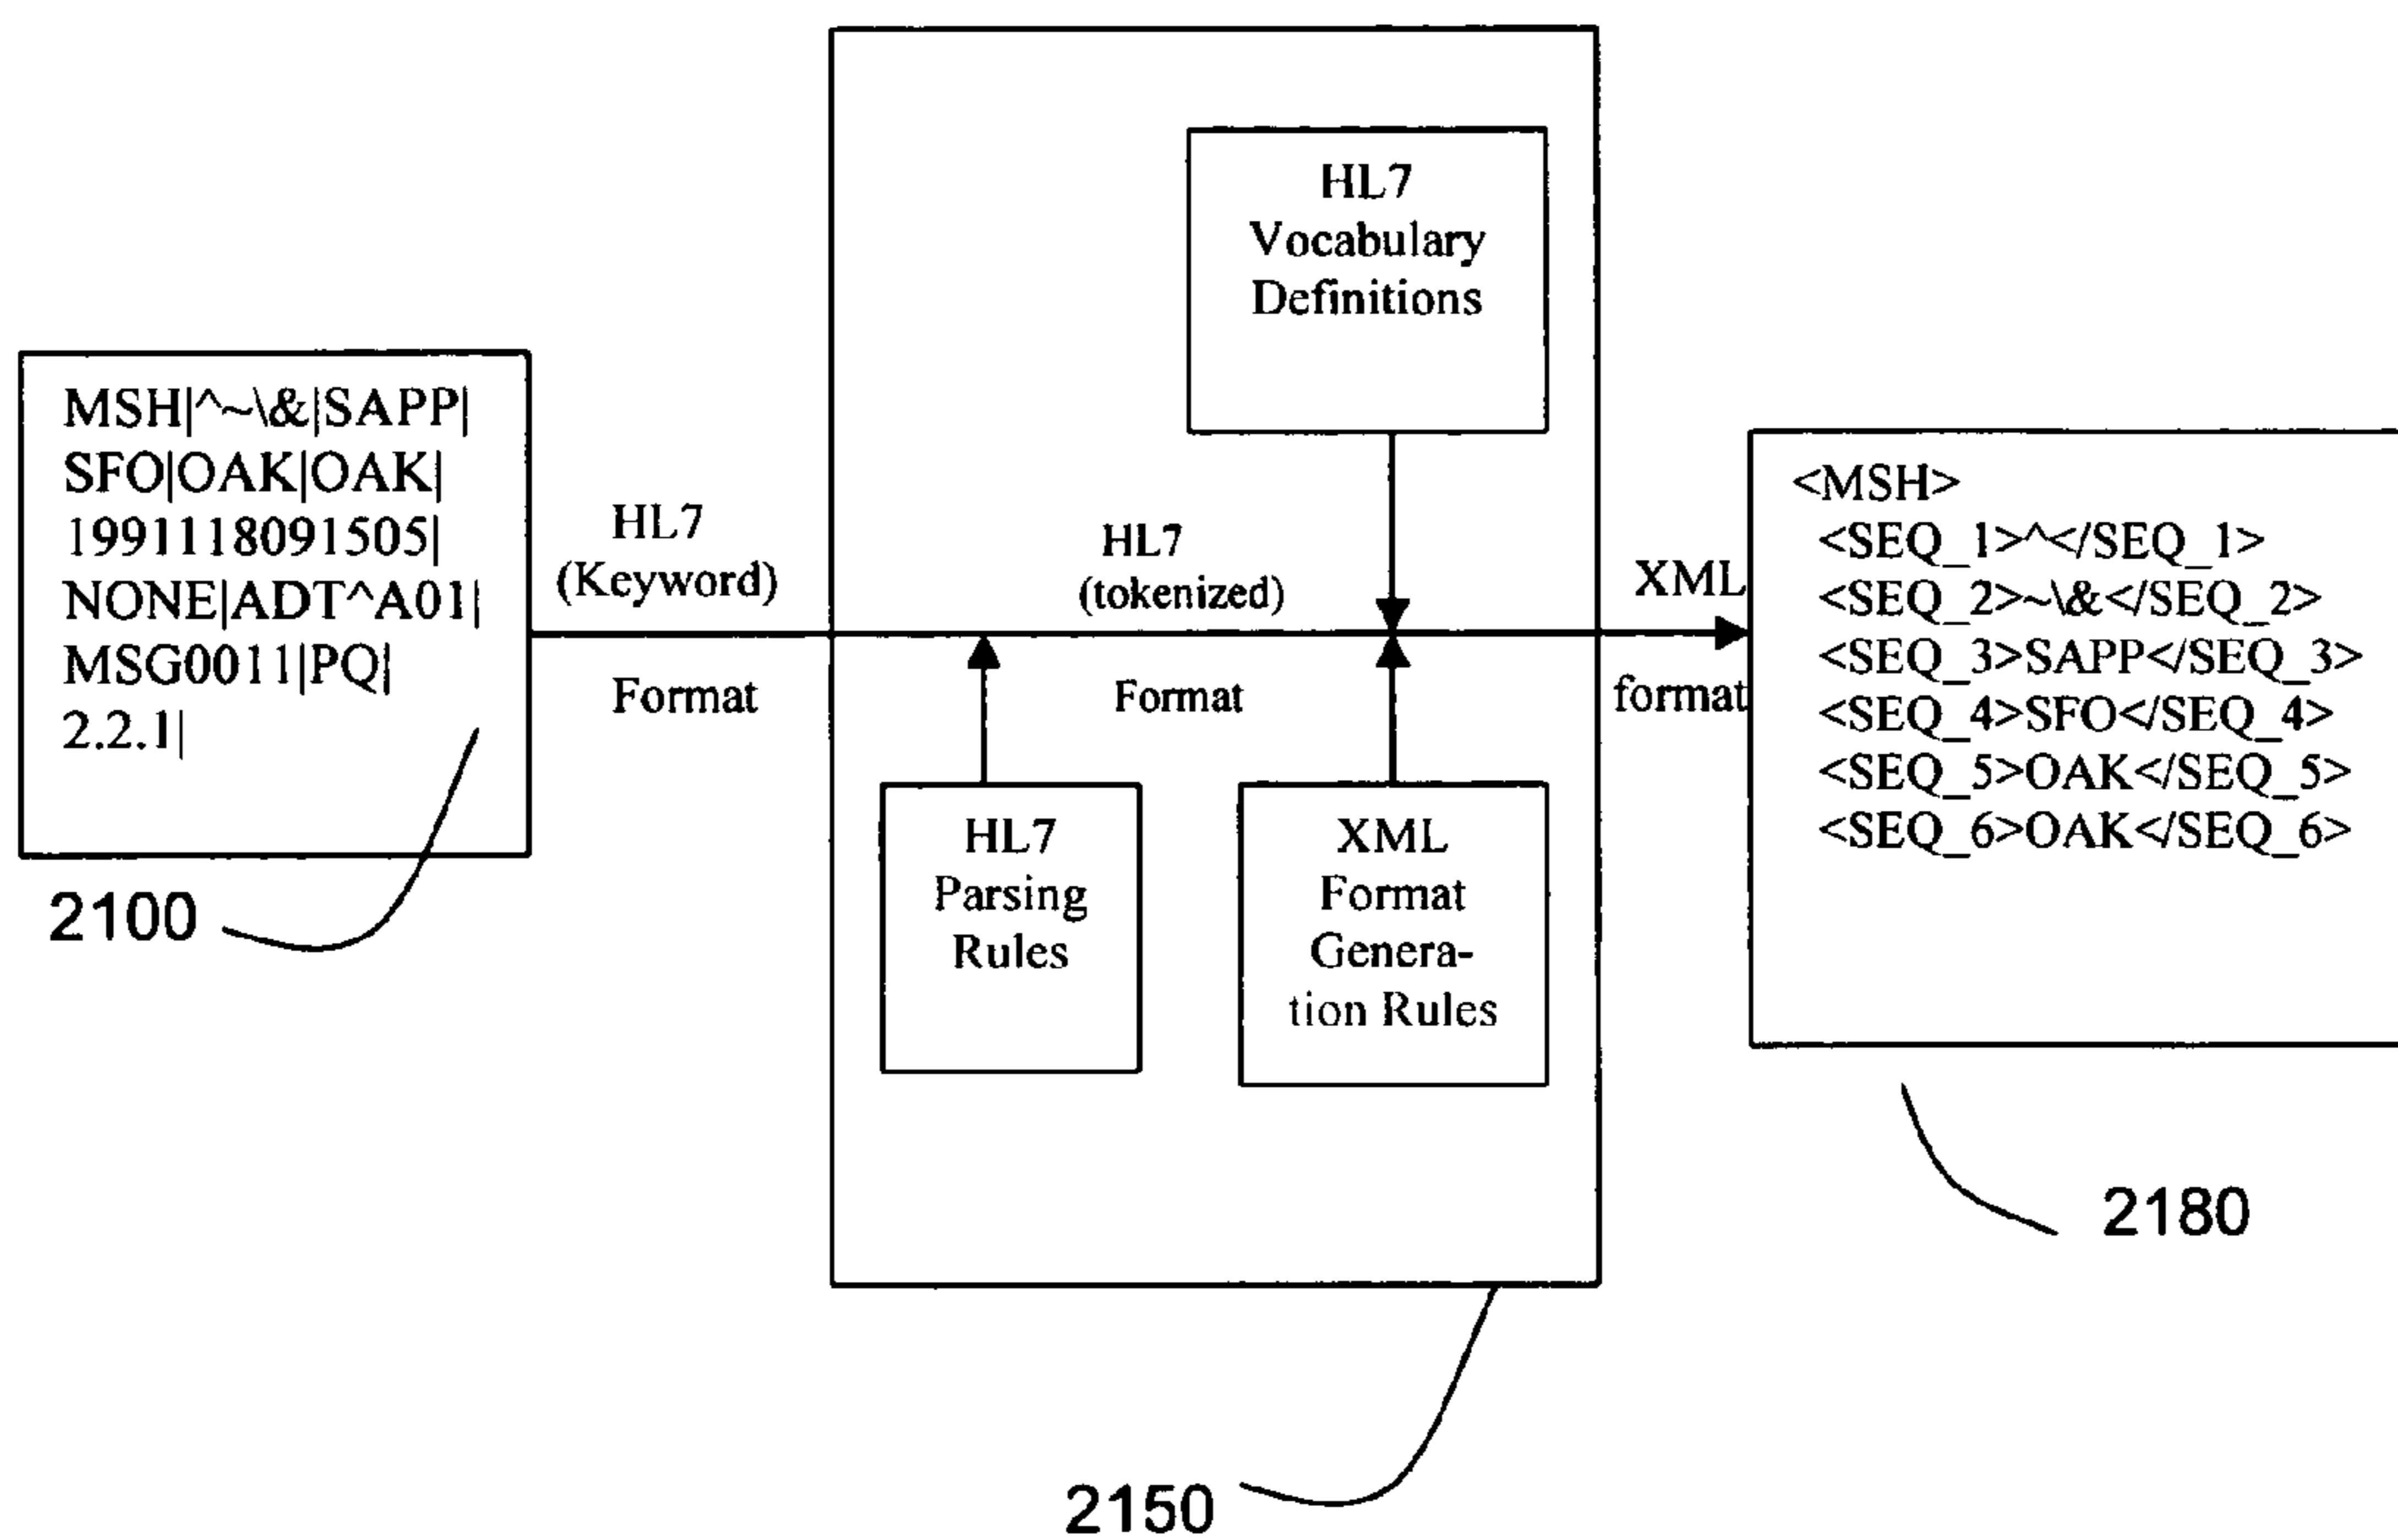 MSH|^~\&|SAPP|
SFO|OAK|OAK|
1991118091505|
NONE|ADT^A01|
MSG0011|PQ|
2.2.1|
2100
HL7
(Keyword)
Format
HL7
Vocabulary
Definitions
HL7
(tokenized)
Format
HL7
Parsing
Rules
XML
Format
Genera-
tion Rules
2150
XML
format
<MSH>
<SEQ_1>^</SEQ_1>
<SEQ_2>~\&</SEQ_2>
<SEQ_3>SAPP</SEQ_3>
<SEQ_4>SFO</SEQ_4>
<SEQ_5>OAK</SEQ_5>
<SEQ_6>OAK</SEQ_6>
2180